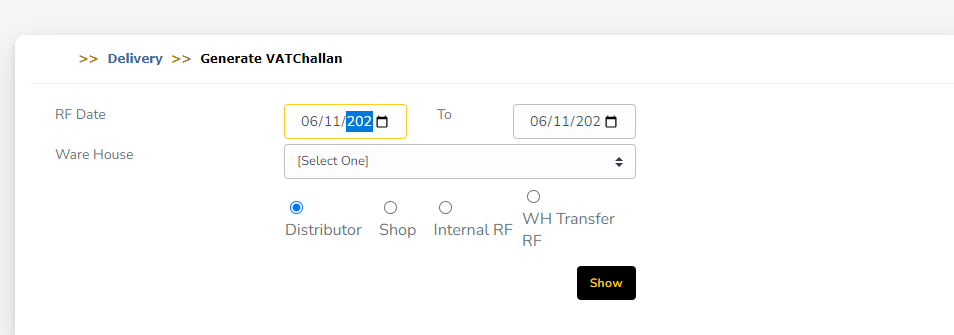 >> Delivery >> Generate VATChallan
RF Date 06/11/202 To 06/11/202
Ware House [Select One]
Distributor Shop Internal RF WH Transfer
RF
Show